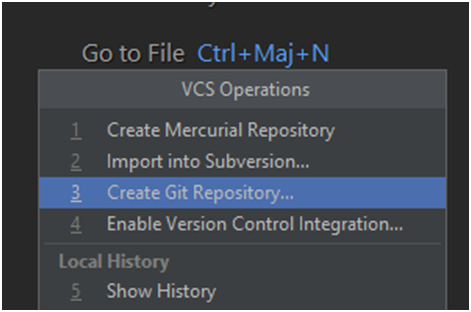 Go to File Ctrl+Maj+N
VCS Operations
1 Create Mercurial Repository
2 Import into Subversion...
3 Create Git Repository...
4 Enable Version Control Integration...
Local History
5 Show History